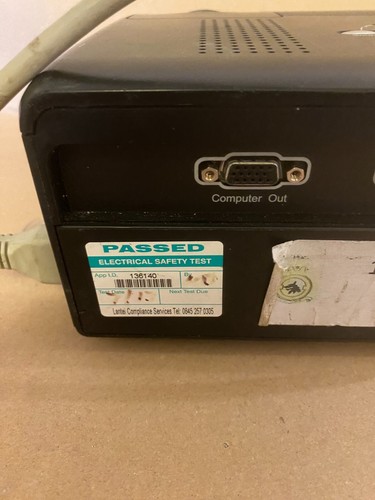 Computer Out
PASSED
ELECTRICAL SAFETY TEST
App I.D. 136140
Test Date
Next Test Due
Lantei Compliance Services Tel: 0845 257 0305